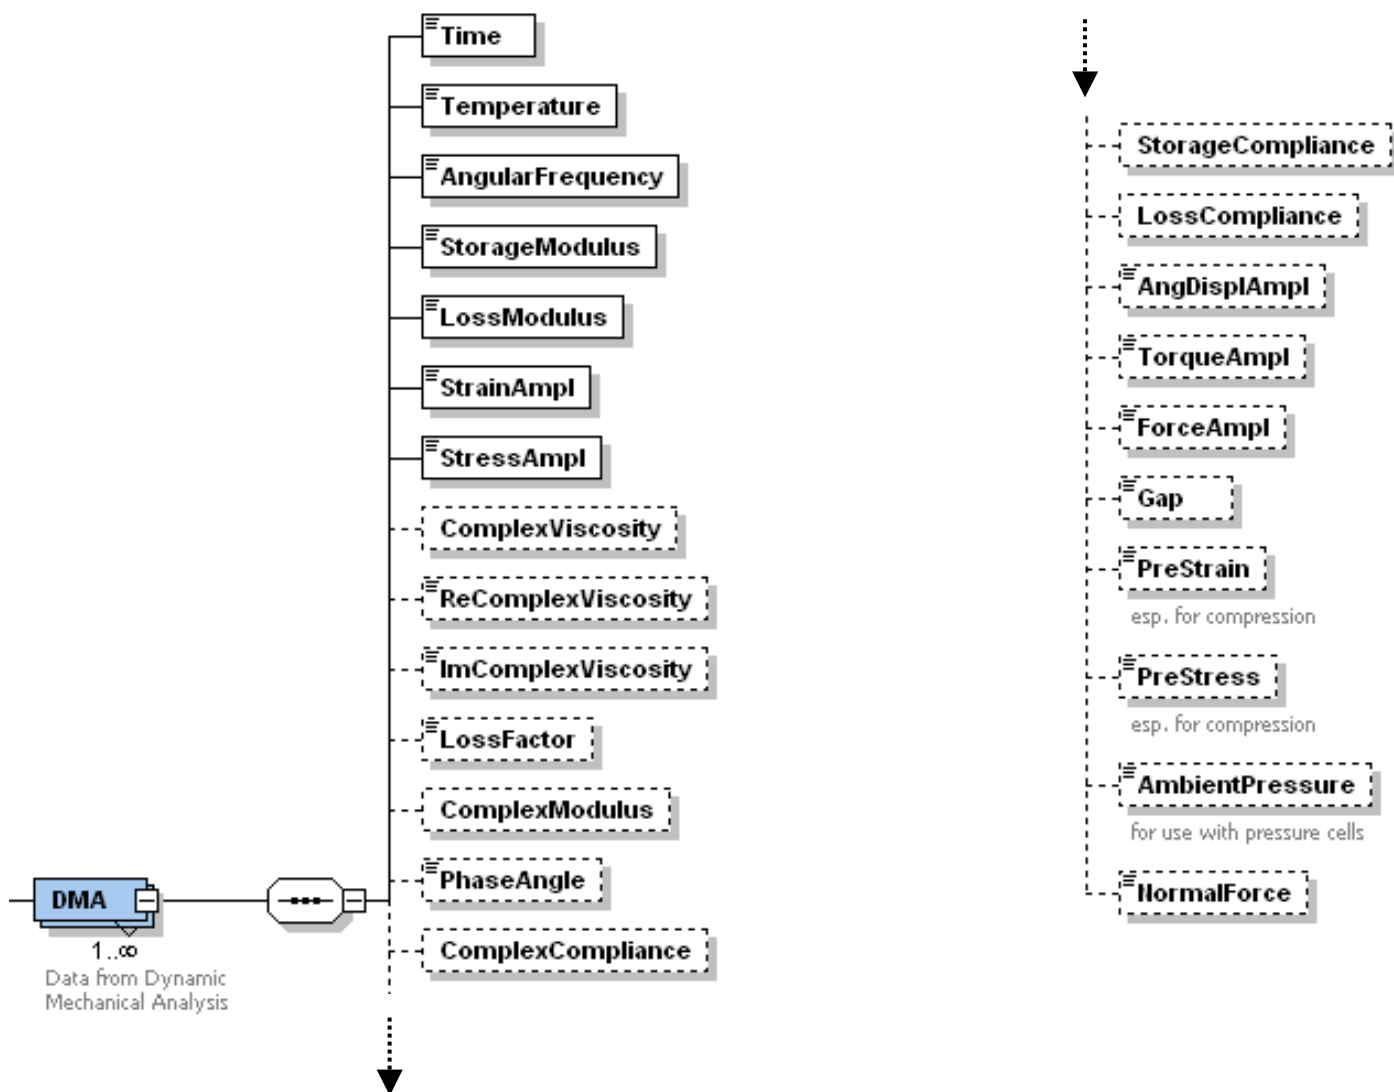 Time
Temperature
AngularFrequency
StorageModulus
LossModulus
StrainAmpl
StressAmpl
ComplexViscosity
ReComplexViscosity
ImComplexViscosity
LossFactor
ComplexModulus
PhaseAngle
ComplexCompliance
DMA
1..∞
Data from Dynamic
Mechanical Analysis
StorageCompliance
LossCompliance
AngDisplAmpl
TorqueAmpl
ForceAmpl
Gap
PreStrain
esp. for compression
PreStress
esp. for compression
AmbientPressure
for use with pressure cells
NormalForce